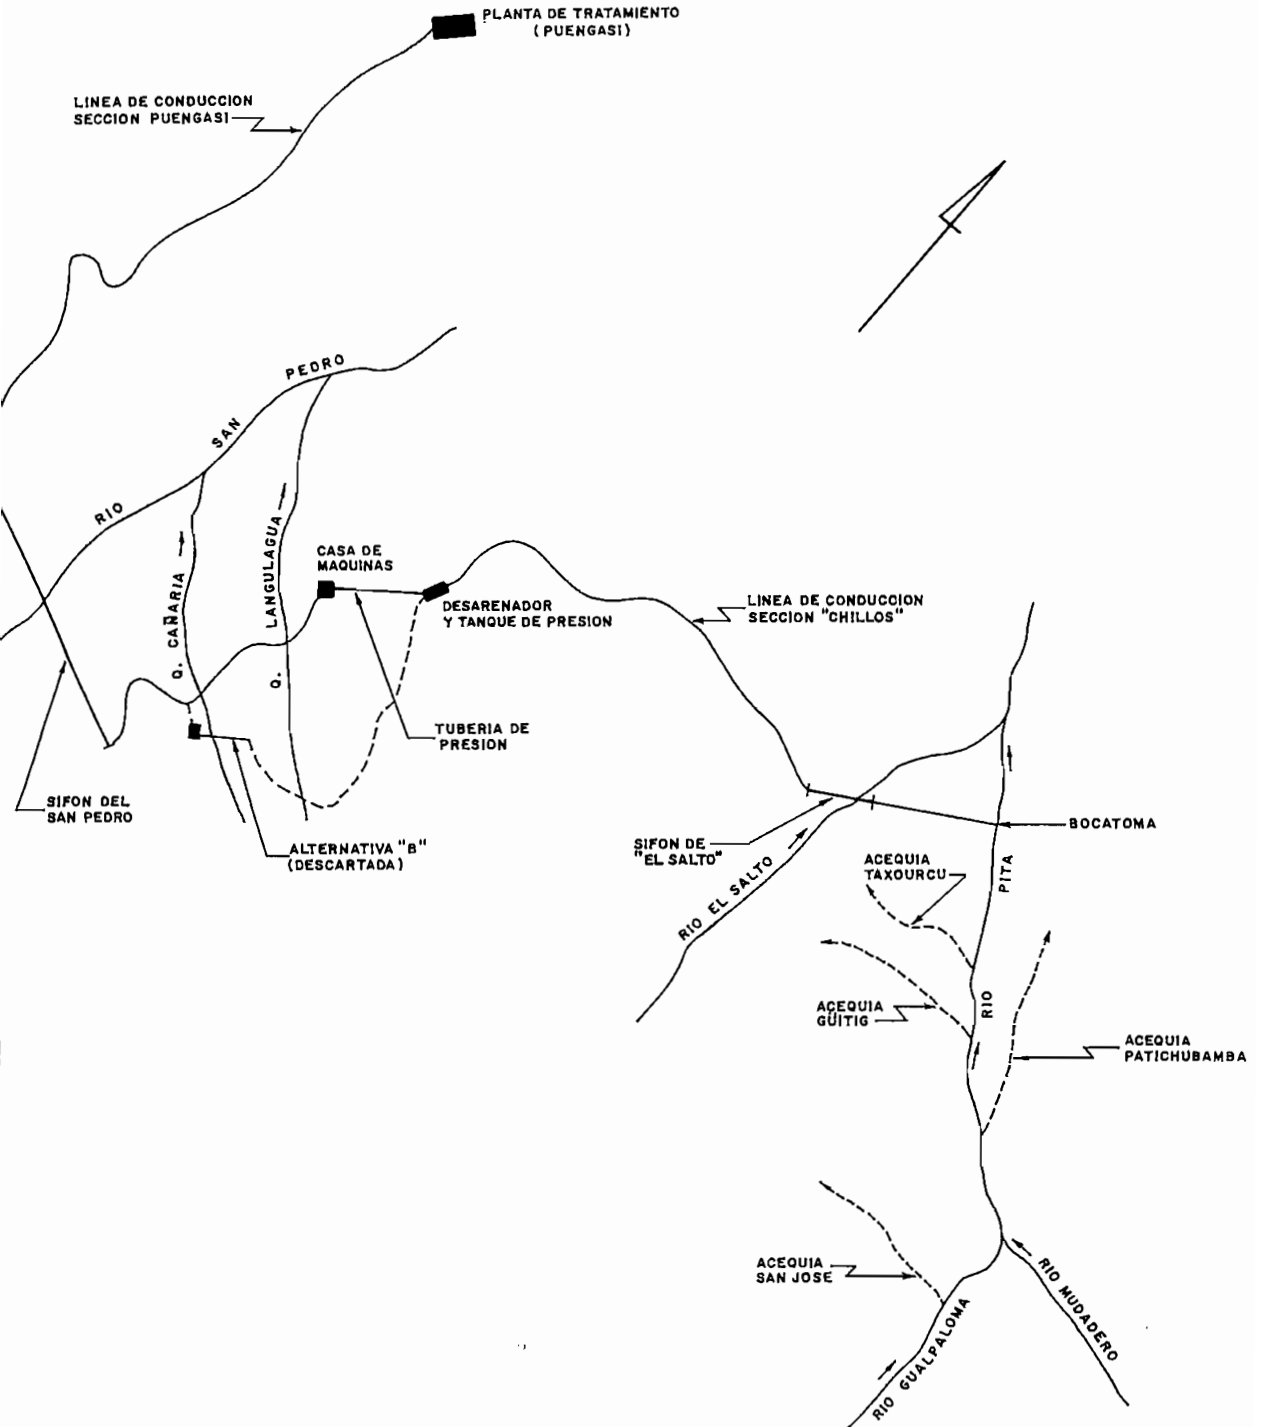 PLANTA DE TRATAMIENTO
(PUENGASI)
LINEA DE CONDUCCION
SECCION PUENGASI
RIO SAN PEDRO
Q. CAÑARIA
Q. LANGULAGUA
CASA DE
MAQUINAS
DESARENADOR
Y TANQUE DE PRESION
LINEA DE CONDUCCION
SECCION "CHILLOS"
TUBERIA DE
PRESION
SIFON DEL
SAN PEDRO
ALTERNATIVA "B"
(DESCARTADA)
SIFON DE
"EL SALTO"
BOCATOMA
RIO EL SALTO
ACEQUIA
TAXOURCU
RIO PITA
ACEQUIA
GÜITIG
ACEQUIA
PATICHUBAMBA
ACEQUIA
SAN JOSE
RIO MUDADERO
RIO GUALPALOMA